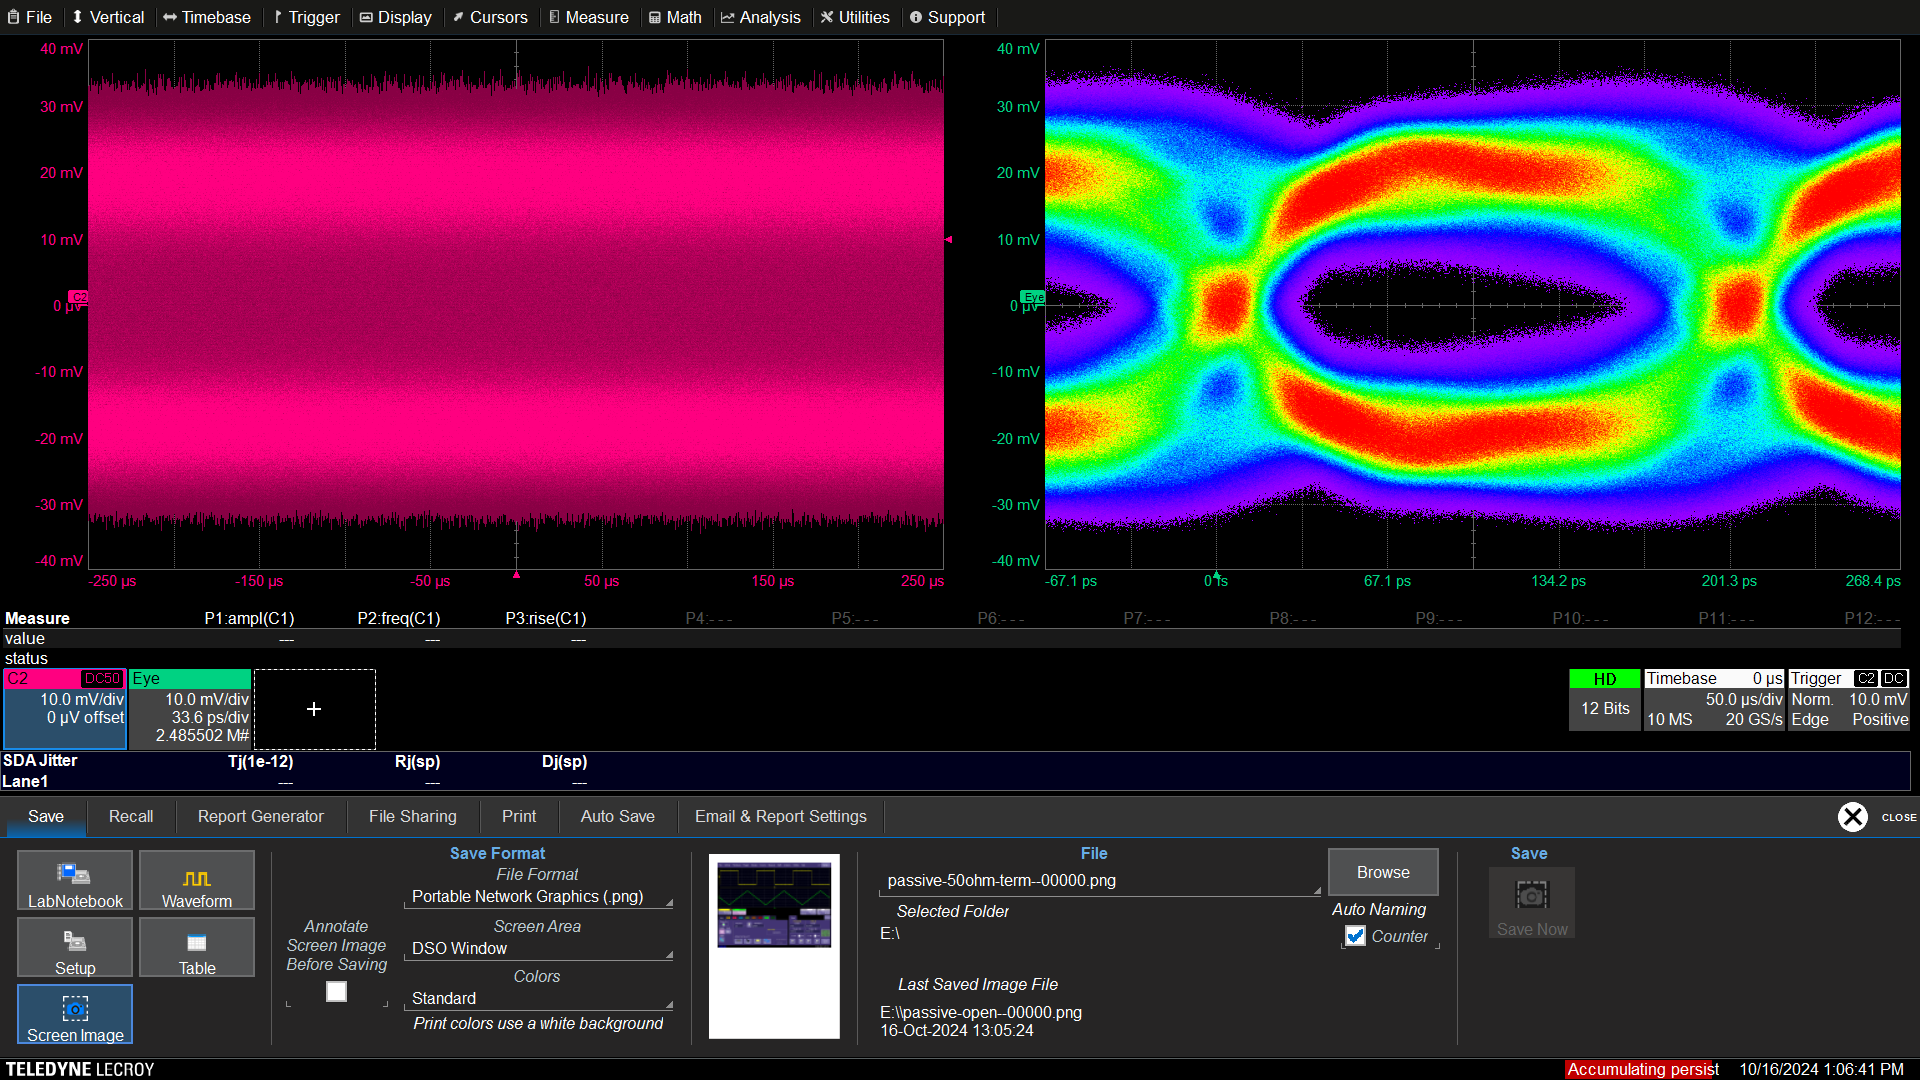 File Vertical Timebase Trigger Display Cursors Measure Math Analysis Utilities Support
40 mV
30 mV
20 mV
10 mV
C2
0 µV
-10 mV
-20 mV
-30 mV
-40 mV
-250 µs -150 µs -50 µs 50 µs 150 µs 250 µs
40 mV
30 mV
20 mV
10 mV
Eye
0 µV
-10 mV
-20 mV
-30 mV
-40 mV
-67.1 ps 0 fs 67.1 ps 134.2 ps 201.3 ps 268.4 ps
Measure P1:ampl(C1) P2:freq(C1) P3:rise(C1) P4:- - - P5:- - - P6:- - - P7:- - - P8:- - - P9:- - - P10:- - - P11:- - - P12:- - -
value --- --- ---
status
C2 DC50
10.0 mV/div
0 µV offset
Eye
10.0 mV/div
33.6 ps/div
2.485502 M#
+
HD
12 Bits
Timebase 0 µs
50.0 µs/div
10 MS 20 GS/s
Trigger C2 DC
Norm. 10.0 mV
Edge Positive
SDA Jitter Tj(1e-12) Rj(sp) Dj(sp)
Lane1 --- --- ---
Save Recall Report Generator File Sharing Print Auto Save Email & Report Settings CLOSE
LabNotebook
Waveform
Setup
Table
Screen Image
Annotate
Screen Image
Before Saving
Save Format
File Format
Portable Network Graphics (.png)
Screen Area
DSO Window
Colors
Standard
Print colors use a white background
File
passive-50ohm-term--00000.png
Selected Folder
E:\
Last Saved Image File
E:\\passive-open--00000.png
16-Oct-2024 13:05:24
Browse
Auto Naming
Counter
Save
Save Now
TELEDYNE LECROY
Accumulating persist 10/16/2024 1:06:41 PM